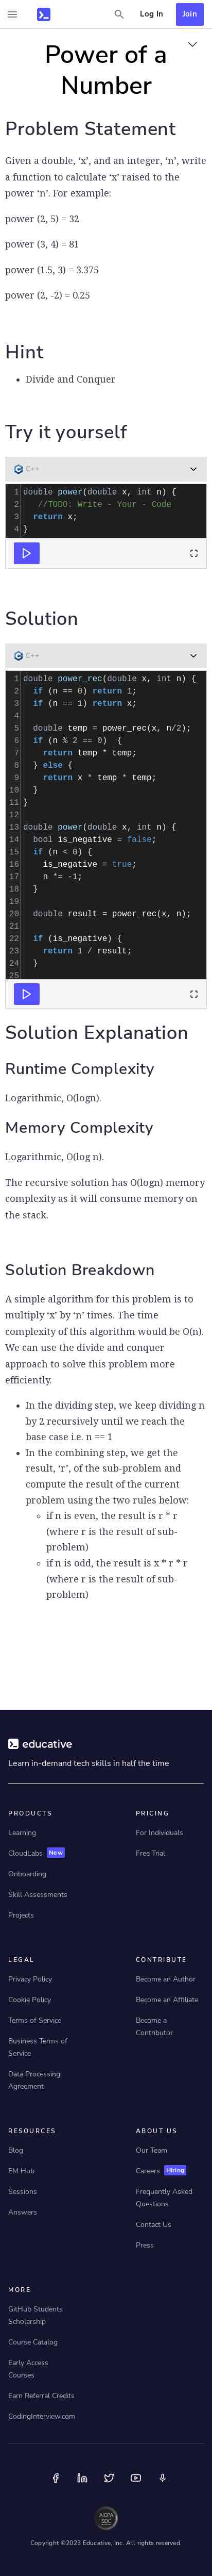 Log In
Join
Power of a
Number
Problem Statement
Given a double, ‘x’, and an integer, ‘n’, write
a function to calculate ‘x’ raised to the
power ‘n’. For example:
power (2, 5) = 32
power (3, 4) = 81
power (1.5, 3) = 3.375
power (2, -2) = 0.25
Hint
• Divide and Conquer
Try it yourself
C++
1 double power(double x, int n) {
2   //TODO: Write - Your - Code
3   return x;
4 }
Solution
C++
1 double power_rec(double x, int n) {
2   if (n == 0) return 1;
3   if (n == 1) return x;
4
5   double temp = power_rec(x, n/2);
6   if (n % 2 == 0)  {
7     return temp * temp;
8   } else {
9     return x * temp * temp;
10   }
11 }
12
13 double power(double x, int n) {
14   bool is_negative = false;
15   if (n < 0) {
16     is_negative = true;
17     n *= -1;
18   }
19
20   double result = power_rec(x, n);
21
22   if (is_negative) {
23     return 1 / result;
24   }
25
Solution Explanation
Runtime Complexity
Logarithmic, O(logn).
Memory Complexity
Logarithmic, O(log n).
The recursive solution has O(logn) memory
complexity as it will consume memory on
the stack.
Solution Breakdown
A simple algorithm for this problem is to
multiply ‘x’ by ‘n’ times. The time
complexity of this algorithm would be O(n).
We can use the divide and conquer
approach to solve this problem more
efficiently.
• In the dividing step, we keep dividing n
by 2 recursively until we reach the
base case i.e. n == 1
• In the combining step, we get the
result, ‘r’, of the sub-problem and
compute the result of the current
problem using the two rules below:
◦ if n is even, the result is r * r
(where r is the result of sub-
problem)
◦ if n is odd, the result is x * r * r
(where r is the result of sub-
problem)
educative
Learn in-demand tech skills in half the time
PRODUCTS
Learning
CloudLabs New
Onboarding
Skill Assessments
Projects
PRICING
For Individuals
Free Trial
LEGAL
Privacy Policy
Cookie Policy
Terms of Service
Business Terms of
Service
Data Processing
Agreement
CONTRIBUTE
Become an Author
Become an Affiliate
Become a
Contributor
RESOURCES
Blog
EM Hub
Sessions
Answers
ABOUT US
Our Team
Careers Hiring
Frequently Asked
Questions
Contact Us
Press
MORE
GitHub Students
Scholarship
Course Catalog
Early Access
Courses
Earn Referral Credits
CodingInterview.com
AICPA
SOC
Copyright ©2023 Educative, Inc. All rights reserved.